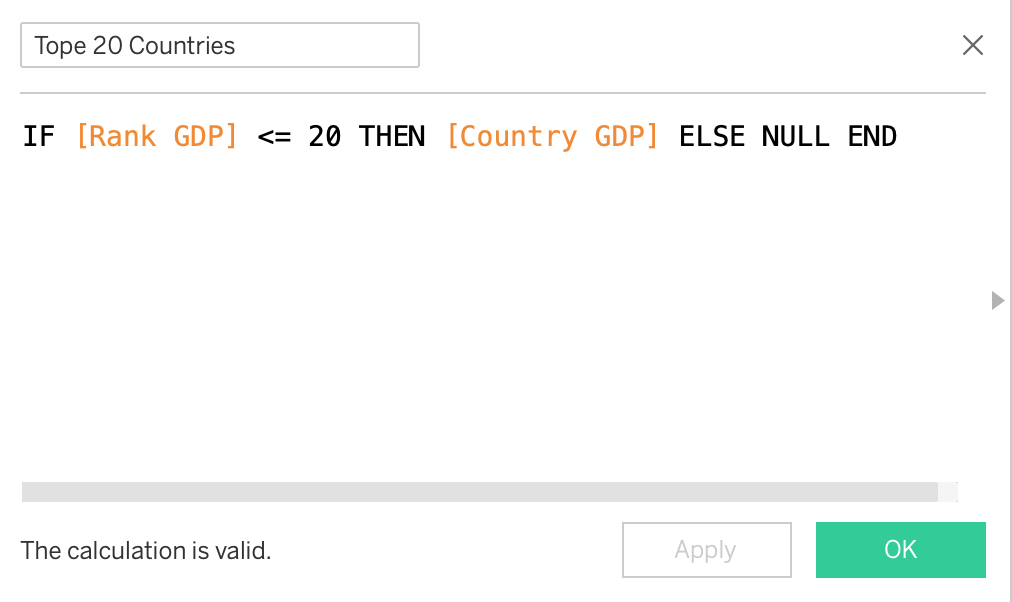 Tope 20 Countries
IF [Rank GDP] <= 20 THEN [Country GDP] ELSE NULL END
The calculation is valid.
Apply
OK